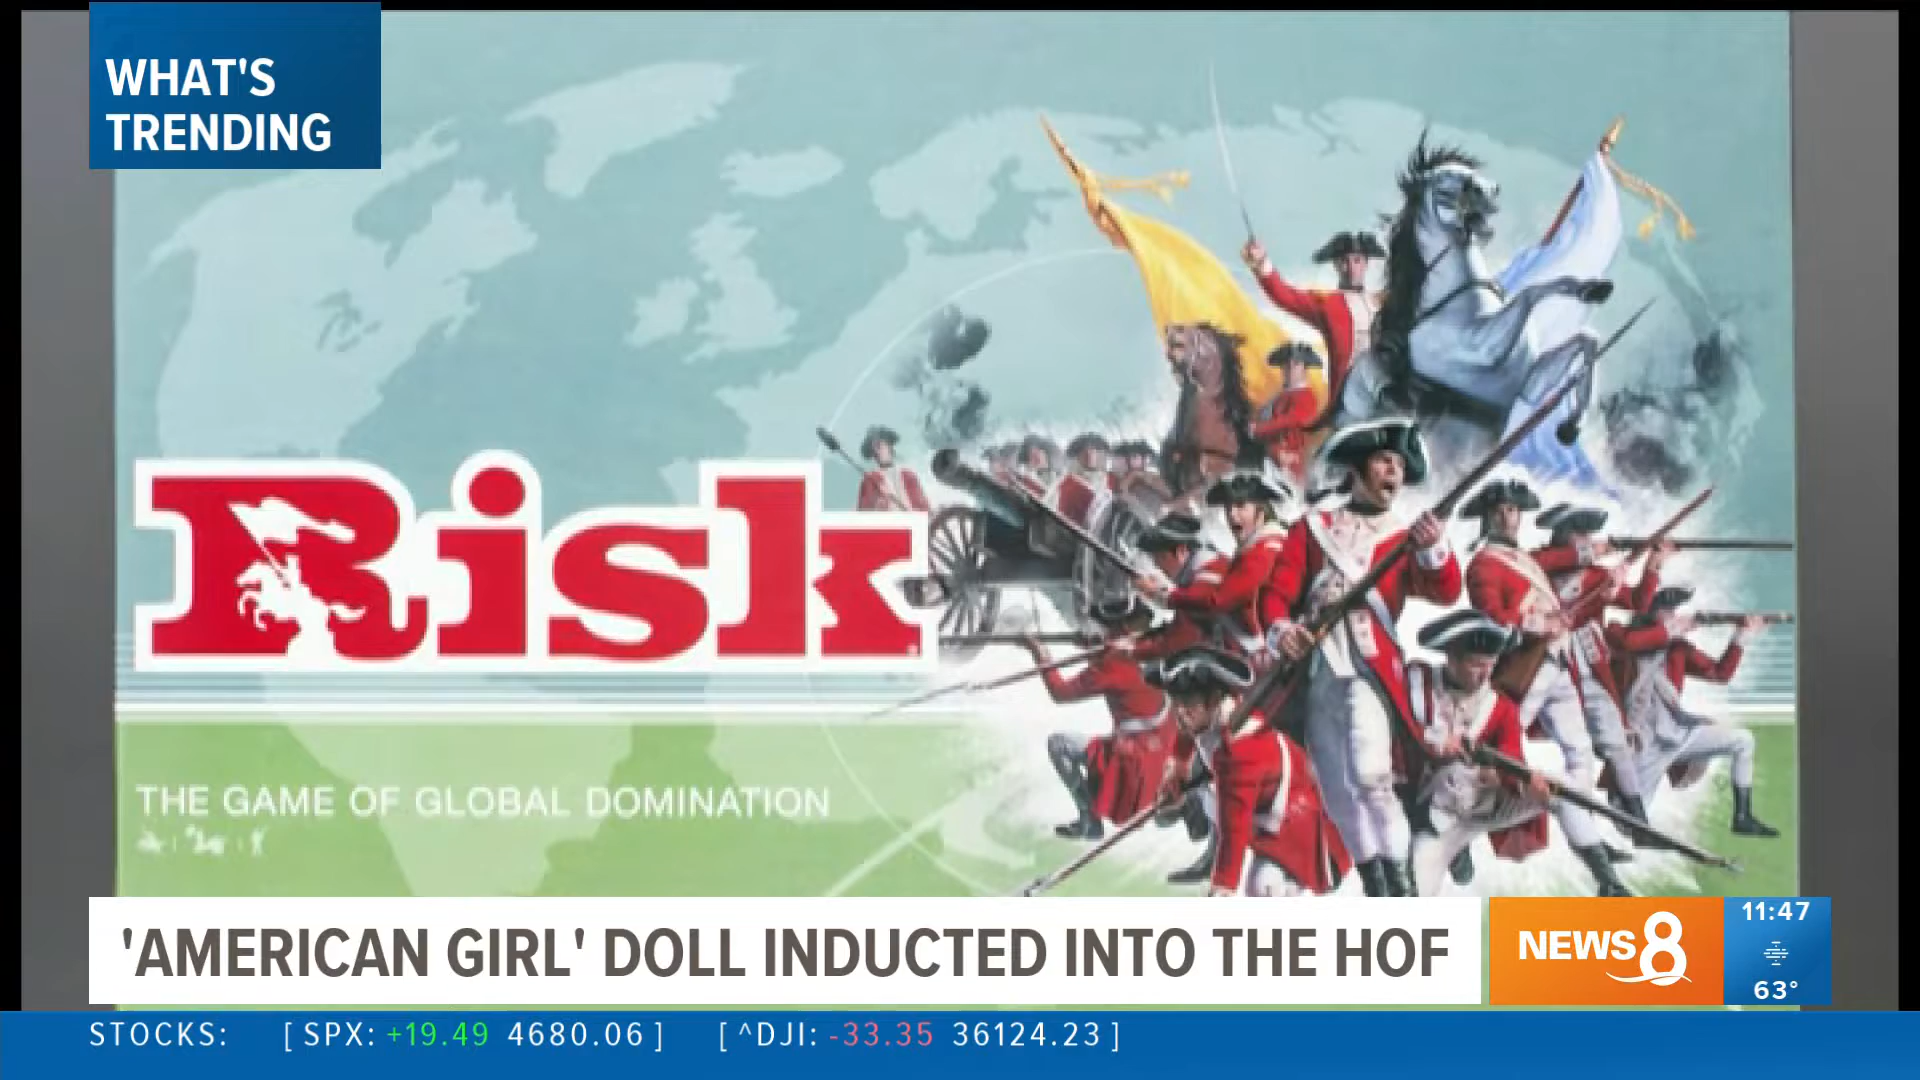 WHAT'S
TRENDING
Risk
THE GAME OF GLOBAL DOMINATION
'AMERICAN GIRL' DOLL INDUCTED INTO THE HOF
NEWS 8
11:47
63°
STOCKS: [ SPX: +19.49 4680.06 ] [ ^DJI: -33.35 36124.23 ]